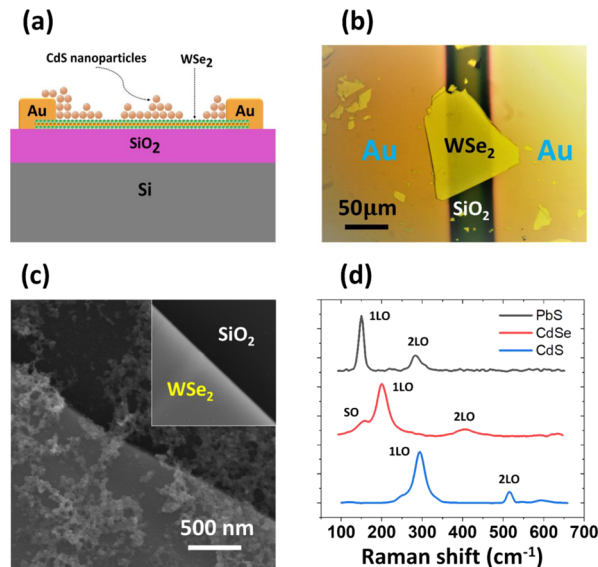 (a)
CdS nanoparticles
WSe₂
Au
Au
SiO₂
Si
(b)
Au
WSe₂
Au
50μm
SiO₂
(c)
SiO₂
WSe₂
500 nm
(d)
1LO
PbS
CdSe
CdS
2LO
1LO
SO
2LO
1LO
2LO
100 200 300 400 500 600 700
Raman shift (cm⁻¹)